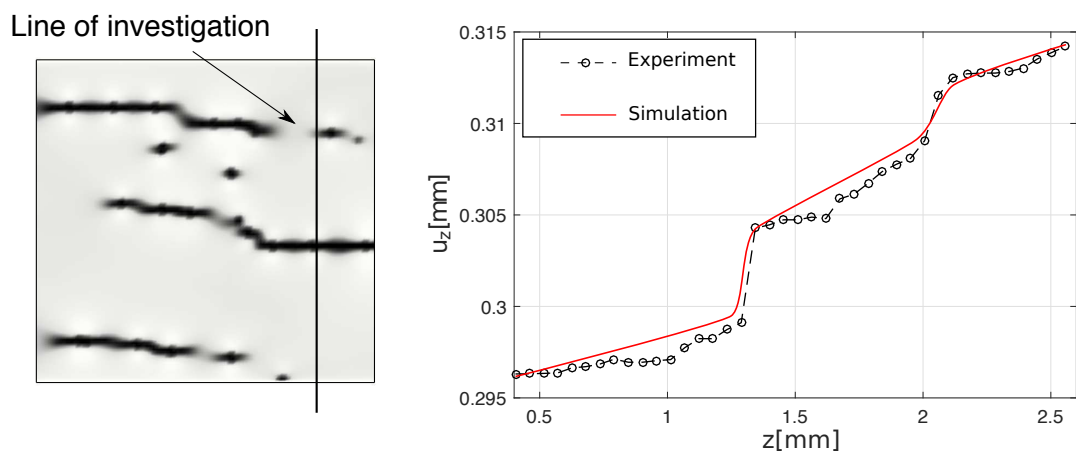 Line of investigation
Experiment
Simulation
0.315
0.31
0.305
0.3
0.295
u_z[mm]
0.5
1
1.5
2
2.5
z[mm]